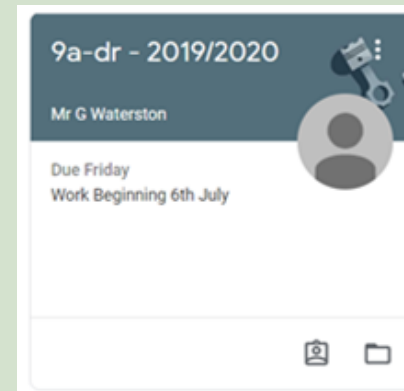 9a-dr - 2019/2020
Mr G Waterston
Due Friday
Work Beginning 6th July